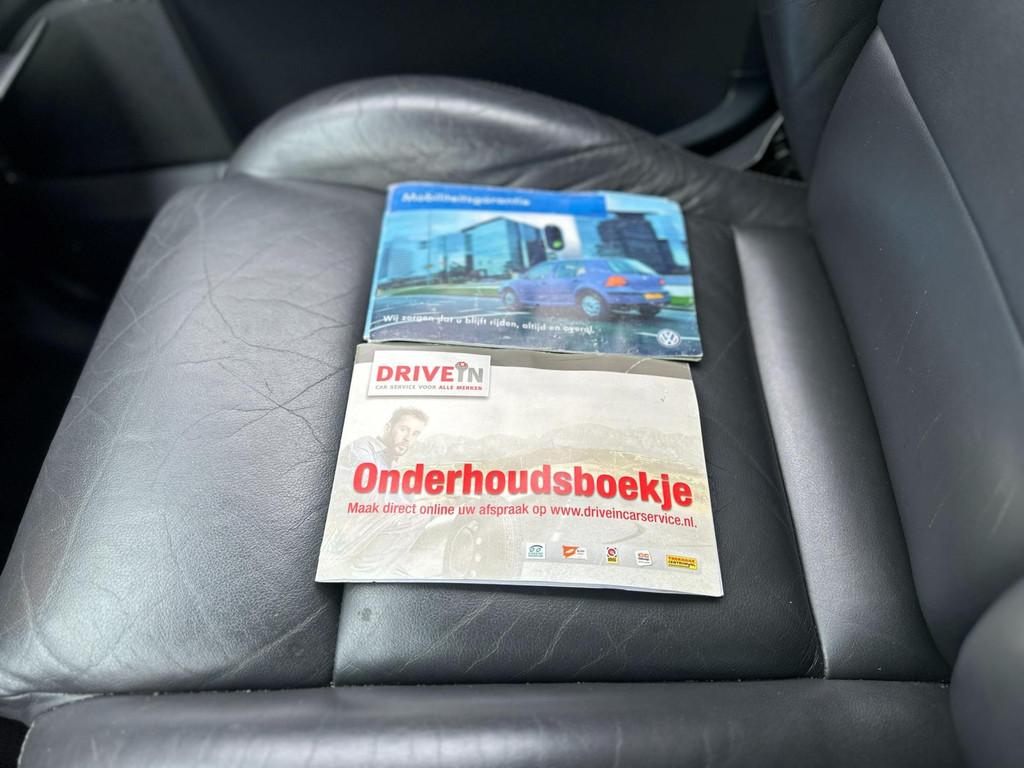 Mobiliteitsgarantie
Wij zorgen dat u blijft rijden, altijd en overal.
DRIVEIN
CAR SERVICE VOOR ALLE MERKEN
Onderhoudsboekje
Maak direct online uw afspraak op www.driveincarservice.nl.